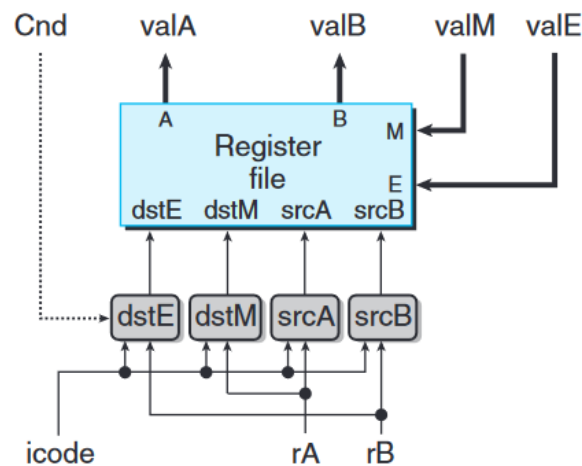 Cnd valA valB valM valE
A B
M
Register
file
E
dstE dstM srcA srcB
dstE dstM srcA srcB
icode rA rB